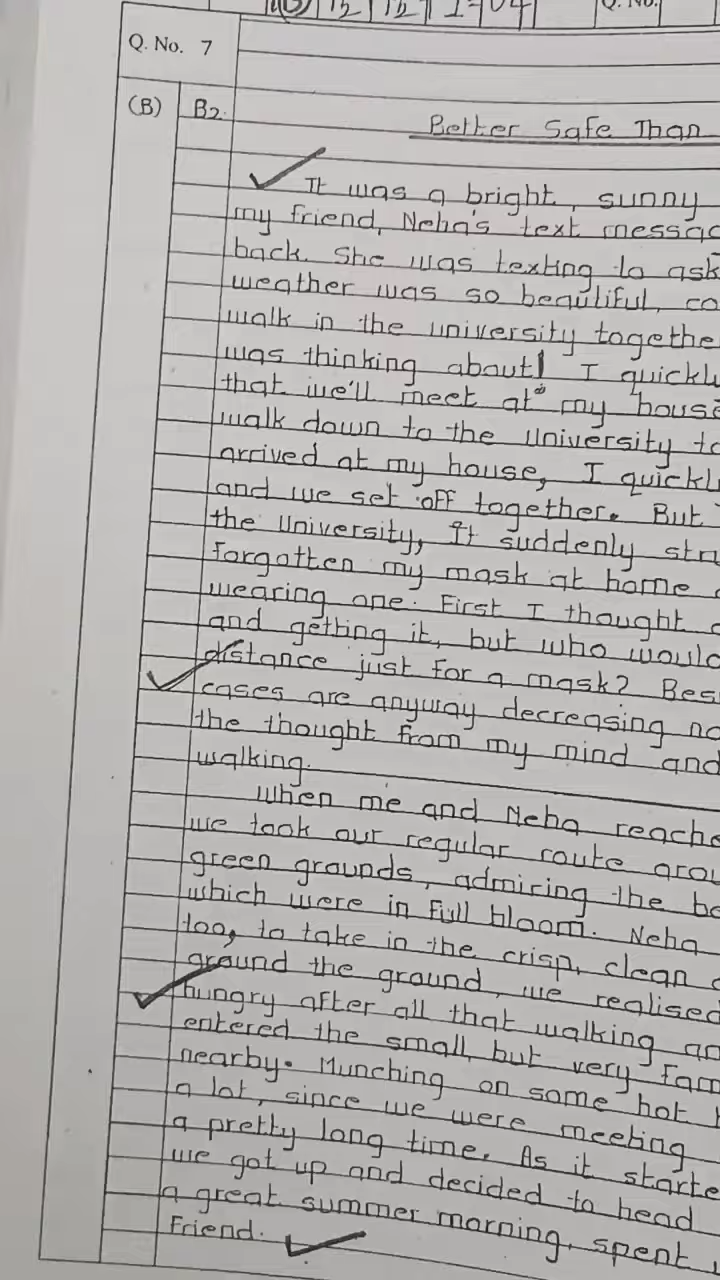 Q. No. 7
(B) B2.
Better Safe Than
It was a bright, sunny
my friend, Neha's text messag
back. She was texting to ask
weather was so beautiful, co
walk in the university togethe
was thinking about! I quickl
that we'll meet at my house
walk down to the University to
arrived at my house, I quickl
and we set off together. But
the University, It suddenly stru
forgotten my mask at home
wearing one. First I thought
and getting it, but who would
distance just for a mask? Besi
cases are anyway decreasing no
the thought from my mind and
walking.
When me and Neha reache
we took our regular route arou
green grounds, admiring the be
which were in full bloom. Neha
too, to take in the crisp, clean
around the ground, we realised
hungry after all that walking an
entered the small, but very fam
nearby. Munching on some hot
a lot, since we were meeting
a pretty long time. As it starte
we got up and decided to head
a great summer morning, spent
Friend.